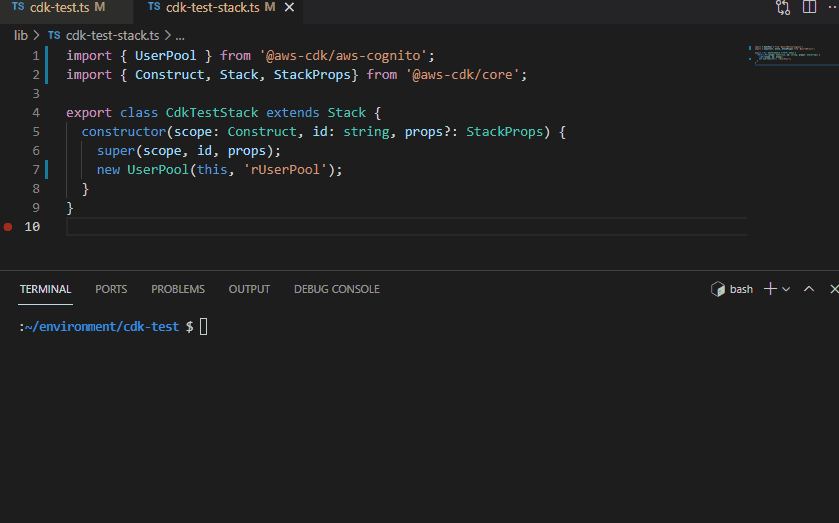 TS cdk-test.ts M TS cdk-test-stack.ts M
lib > TS cdk-test-stack.ts > ...
1 import { UserPool } from '@aws-cdk/aws-cognito';
2 import { Construct, Stack, StackProps} from '@aws-cdk/core';
3
4 export class CdkTestStack extends Stack {
5 constructor(scope: Construct, id: string, props?: StackProps) {
6 super(scope, id, props);
7 new UserPool(this, 'rUserPool');
8 }
9 }
10
TERMINAL PORTS PROBLEMS OUTPUT DEBUG CONSOLE bash
:~/environment/cdk-test $